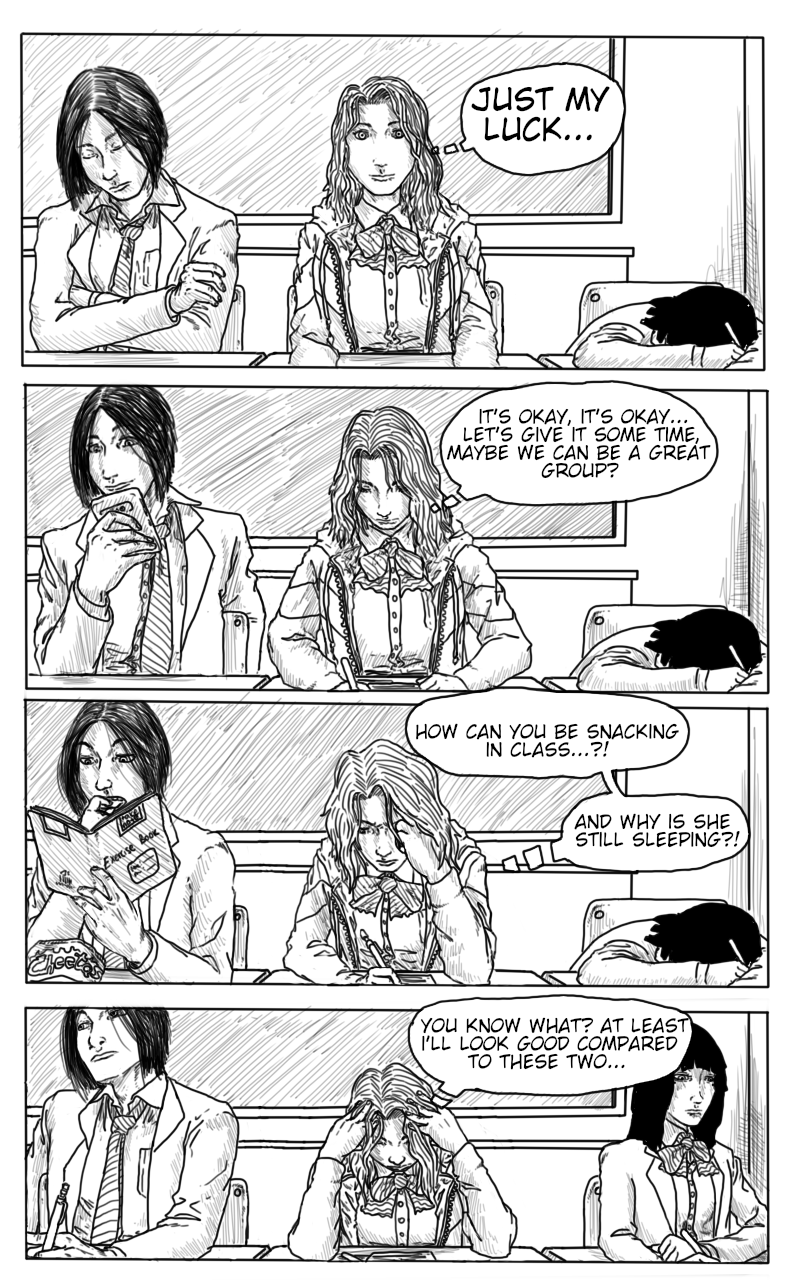 JUST MY
LUCK...
IT'S OKAY, IT'S OKAY...
LET'S GIVE IT SOME TIME,
MAYBE WE CAN BE A GREAT
GROUP?
HOW CAN YOU BE SNACKING
IN CLASS...?!
AND WHY IS SHE
STILL SLEEPING?!
Exercise Book
Chee
YOU KNOW WHAT? AT LEAST
I'LL LOOK GOOD COMPARED
TO THESE TWO...